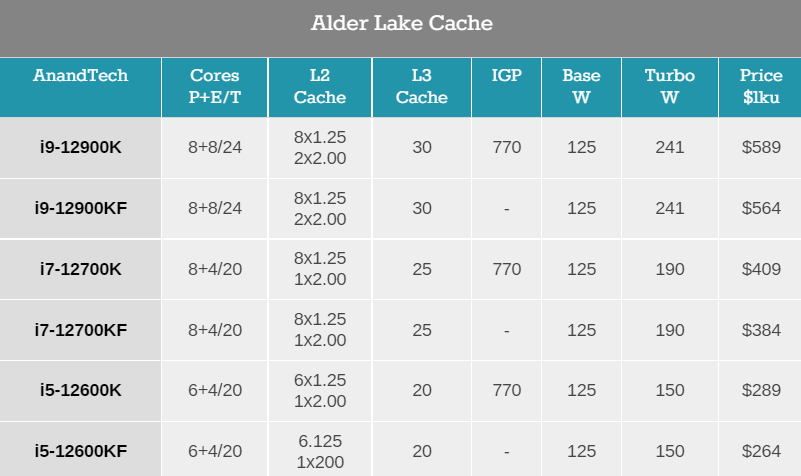 Alder Lake Cache
AnandTech Cores P+E/T L2 Cache L3 Cache IGP Base W Turbo W Price $1ku
i9-12900K 8+8/24 8x1.25 2x2.00 30 770 125 241 $589
i9-12900KF 8+8/24 8x1.25 2x2.00 30 - 125 241 $564
i7-12700K 8+4/20 8x1.25 1x2.00 25 770 125 190 $409
i7-12700KF 8+4/20 8x1.25 1x2.00 25 - 125 190 $384
i5-12600K 6+4/20 6x1.25 1x2.00 20 770 125 150 $289
i5-12600KF 6+4/20 6.125 1x200 20 - 125 150 $264